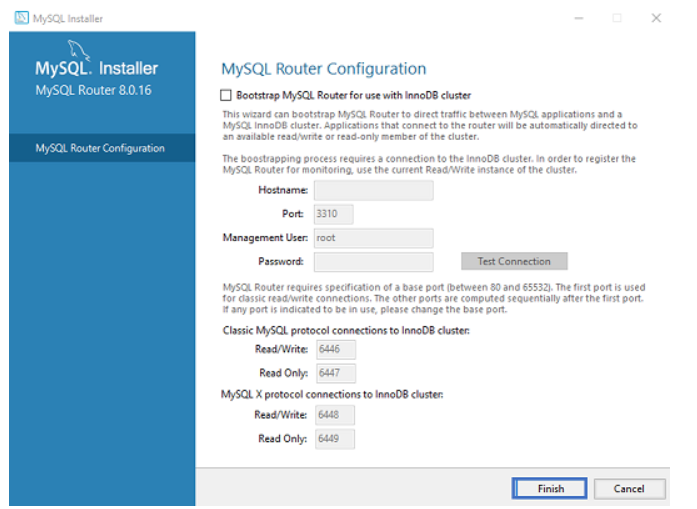 MySQL Installer
MySQL. Installer
MySQL Router 8.0.16
MySQL Router Configuration
MySQL Router Configuration
Bootstrap MySQL Router for use with InnoDB cluster
This wizard can bootstrap MySQL Router to direct traffic between MySQL applications and a
MySQL InnoDB cluster. Applications that connect to the router will be automatically directed to
an available read/write or read-only member of the cluster.
The boostrapping process requires a connection to the InnoDB cluster. In order to register the
MySQL Router for monitoring, use the current Read/Write instance of the cluster.
Hostname:
Port: 3310
Management User: root
Password:
Test Connection
MySQL Router requires specification of a base port (between 80 and 65532). The first port is used
for classic read/write connections. The other ports are computed sequentially after the first port.
If any port is indicated to be in use, please change the base port.
Classic MySQL protocol connections to InnoDB cluster:
Read/Write: 6446
Read Only: 6447
MySQL X protocol connections to InnoDB cluster:
Read/Write: 6448
Read Only: 6449
Finish
Cancel